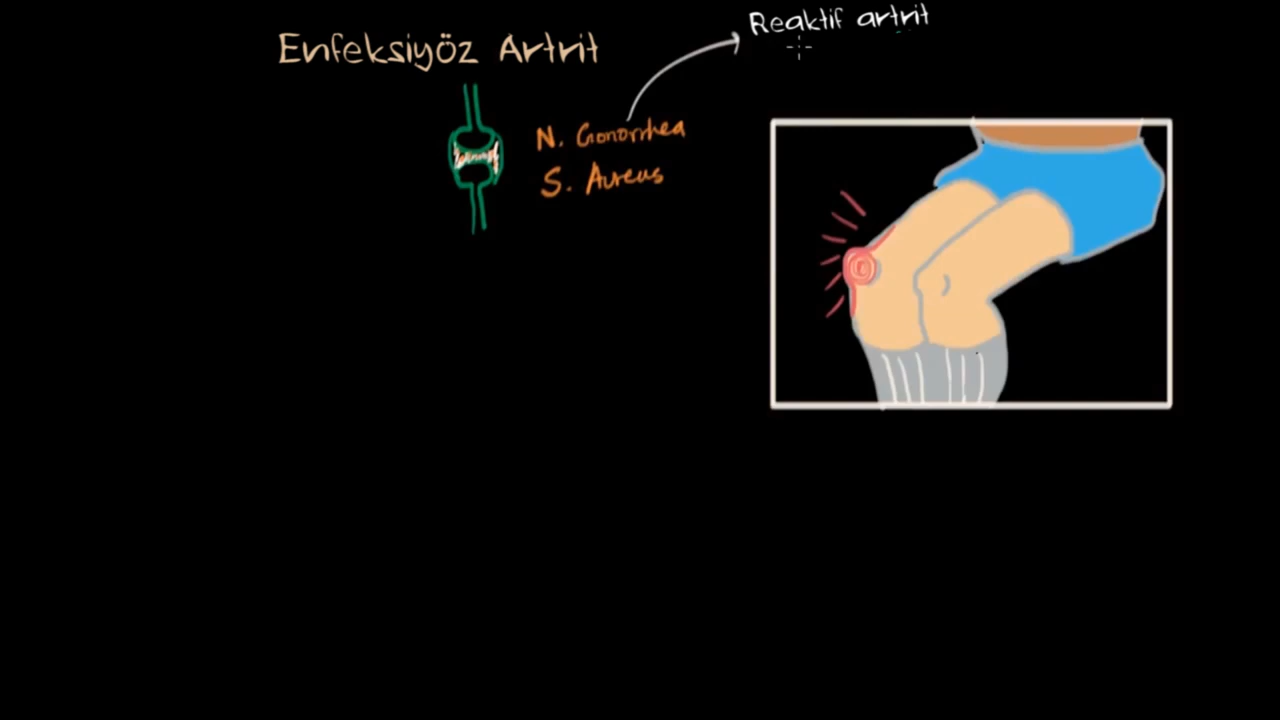 Reaktif artrit
Enfeksiyöz Artrit
N. Gonorrhea
S. Aureus